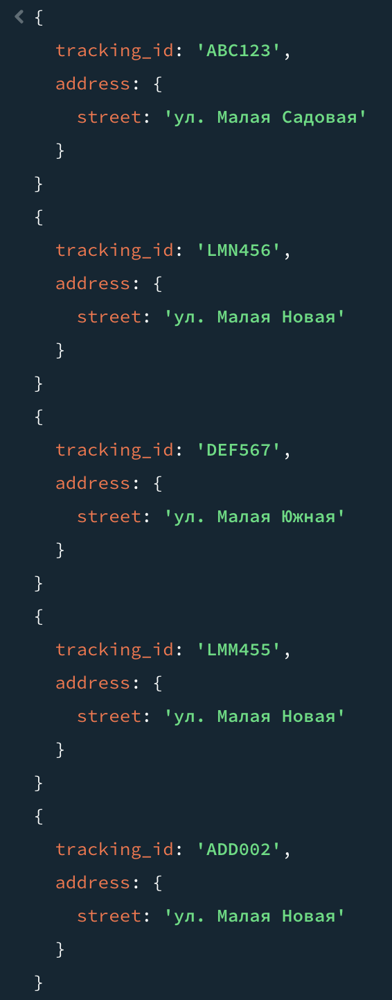 {
tracking_id: 'ABC123',
address: {
street: 'ул. Малая Садовая'
}
}
{
tracking_id: 'LMN456',
address: {
street: 'ул. Малая Новая'
}
}
{
tracking_id: 'DEF567',
address: {
street: 'ул. Малая Южная'
}
}
{
tracking_id: 'LMM455',
address: {
street: 'ул. Малая Новая'
}
}
{
tracking_id: 'ADD002',
address: {
street: 'ул. Малая Новая'
}
}